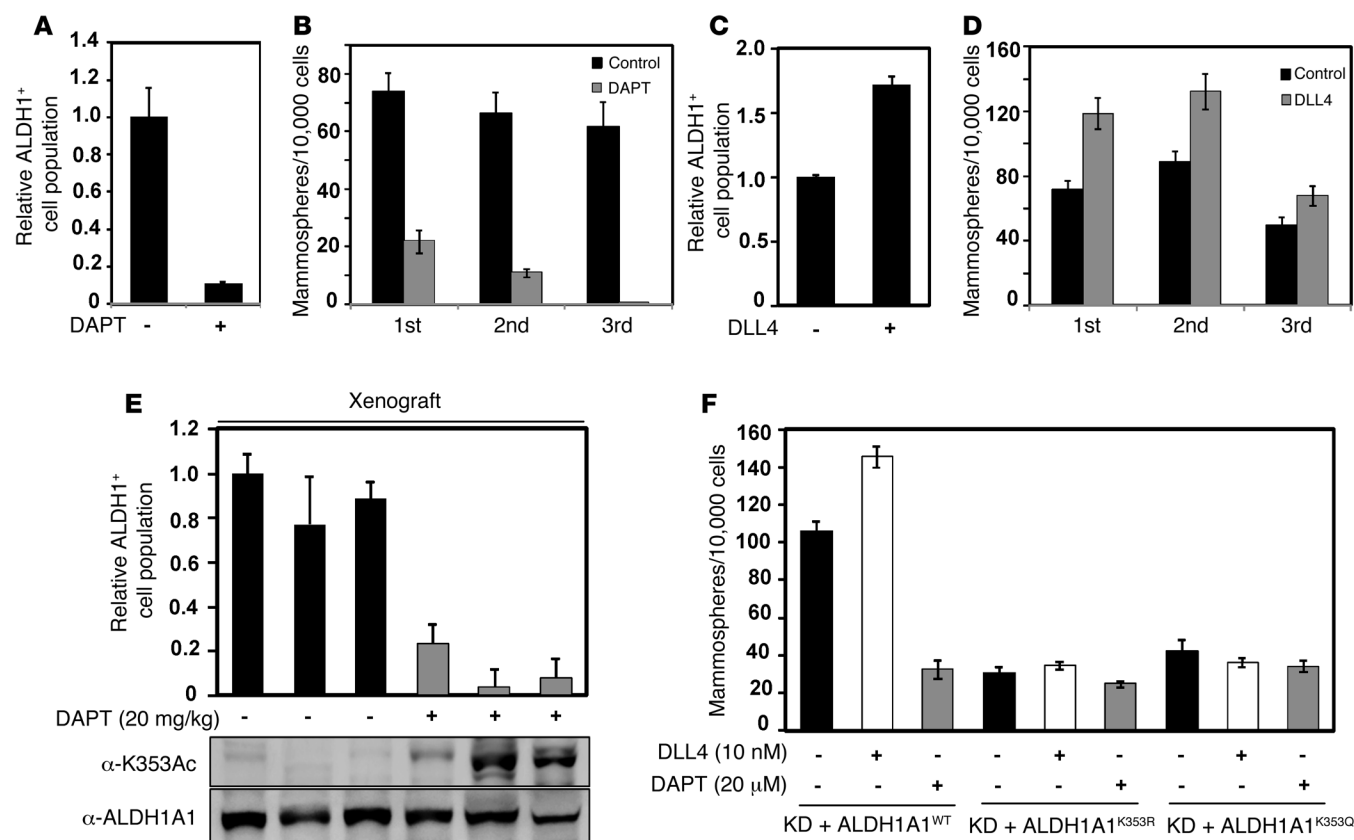 A
Relative ALDH1+
cell population
1.4
1.2
1.0
0.8
0.6
0.4
0.2
0
DAPT - +
B
Mammospheres/10,000 cells
80
60
40
20
0
Control
DAPT
1st 2nd 3rd
C
Relative ALDH1+
cell population
2.0
1.5
1.0
0.5
0
DLL4 - +
D
Mammospheres/10,000 cells
160
120
80
40
0
Control
DLL4
1st 2nd 3rd
E
Xenograft
Relative ALDH1+
cell population
1.2
1.0
0.8
0.6
0.4
0.2
0
DAPT (20 mg/kg) - - - + + +
α-K353Ac
α-ALDH1A1
F
Mammospheres/10,000 cells
160
140
120
100
80
60
40
20
0
DLL4 (10 nM) - + - - + - - + -
DAPT (20 μM) - - + - - + - - +
KD + ALDH1A1WT KD + ALDH1A1K353R KD + ALDH1A1K353Q